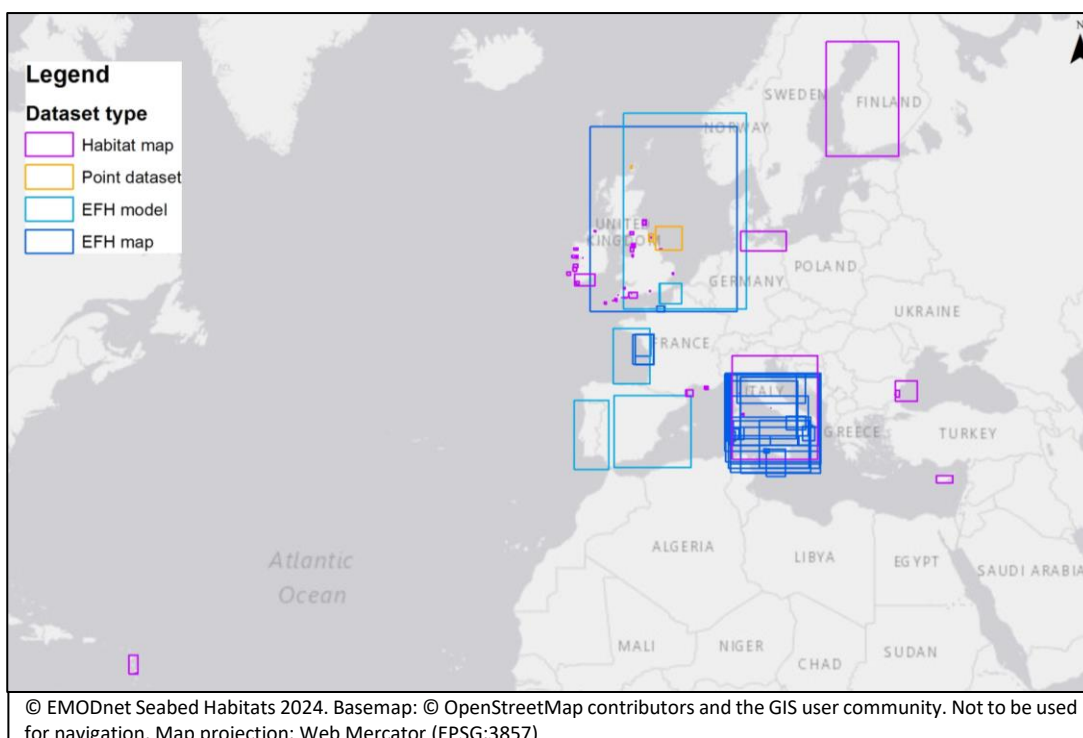 N
Legend
Dataset type
Habitat map
Point dataset
EFH model
EFH map
SWEDEN
FINLAND
NORWAY
UNITED
KINGDOM
GERMANY
POLAND
UKRAINE
FRANCE
ITALY
GREECE
TURKEY
ALGERIA
LIBYA
EGYPT
SAUDI ARABIA
Atlantic
Ocean
MALI
NIGER
CHAD
SUDAN
© EMODnet Seabed Habitats 2024. Basemap: © OpenStreetMap contributors and the GIS user community. Not to be used
for navigation. Map projection: Web Mercator (EPSG:3857)